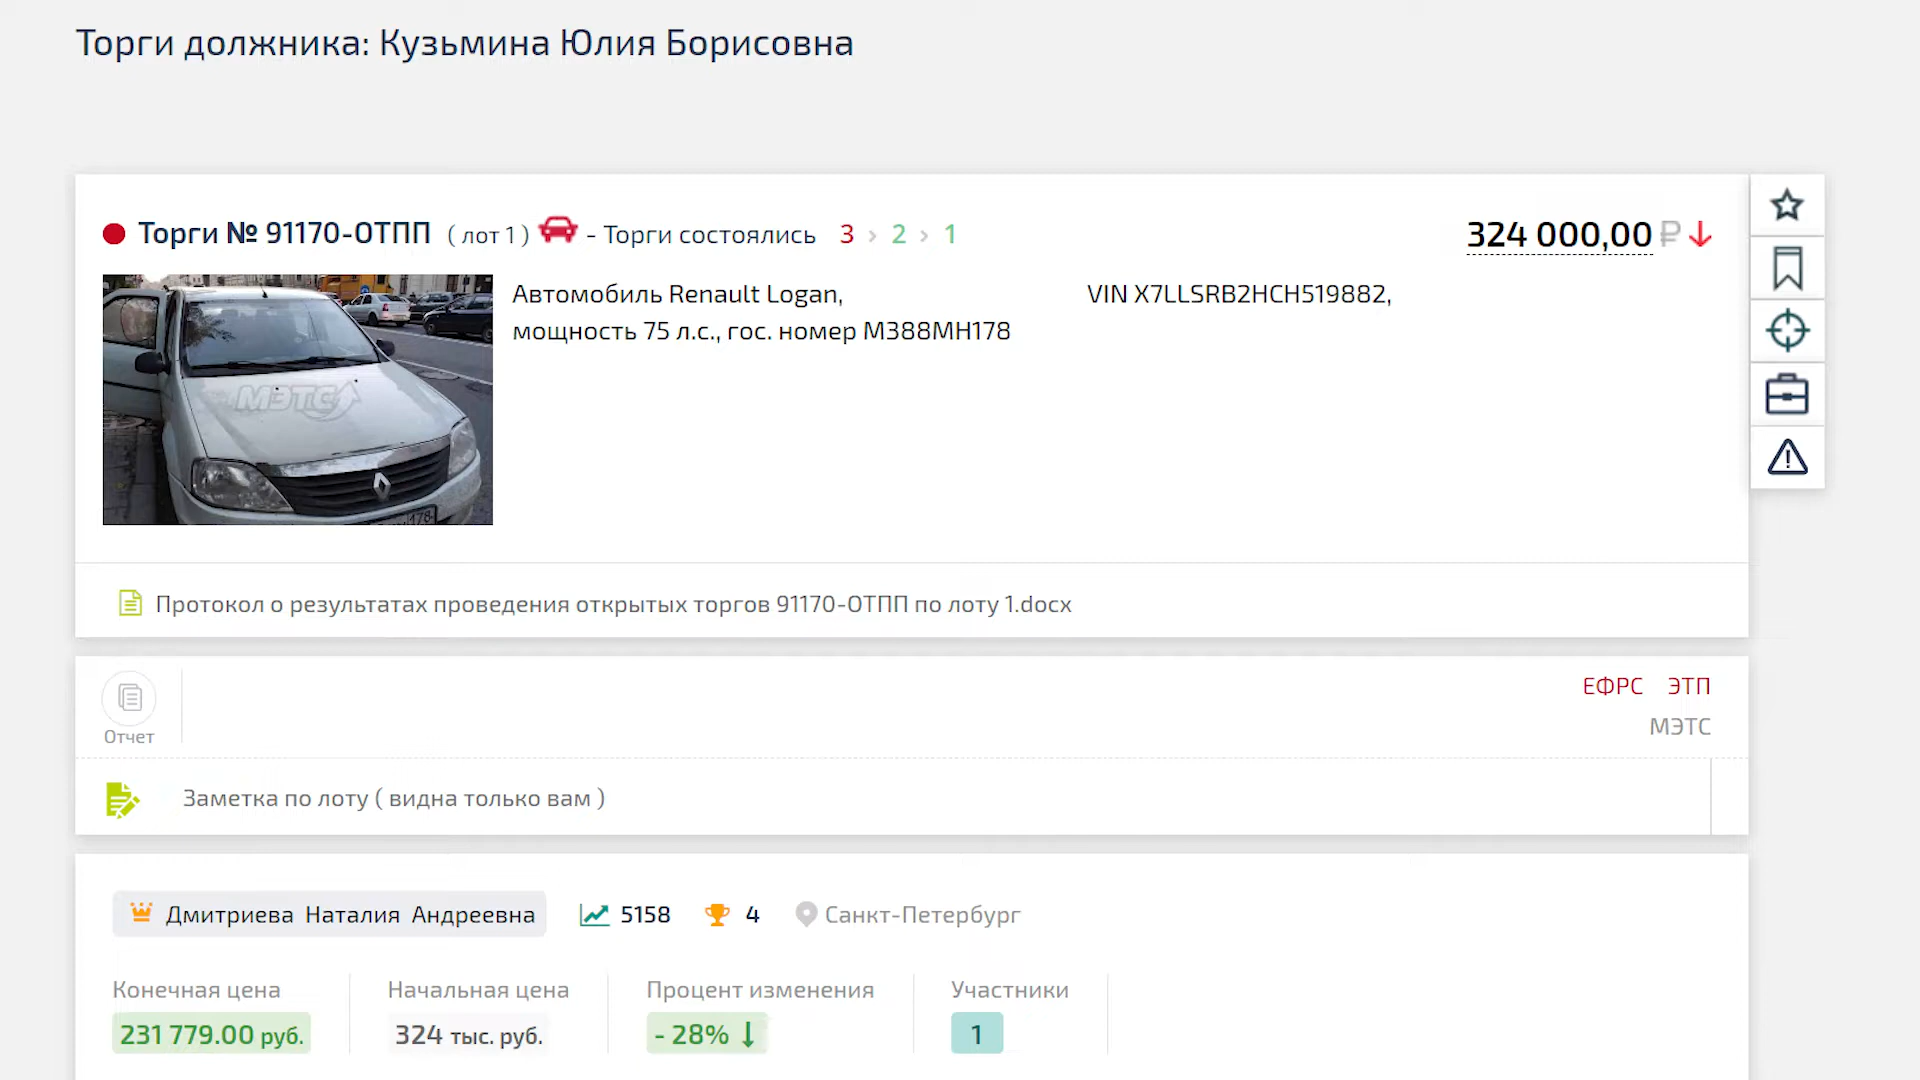 Торги должника: Кузьмина Юлия Борисовна
Торги № 91170-ОТПП ( лот 1 ) - Торги состоялись 3 › 2 › 1
324 000,00 ₽
Автомобиль Renault Logan, VIN X7LLSRB2HCH519882,
мощность 75 л.с., гос. номер М388МН178
МЭТС
178
Протокол о результатах проведения открытых торгов 91170-ОТПП по лоту 1.docx
Отчет
ЕФРС ЭТП
МЭТС
Заметка по лоту ( видна только вам )
Дмитриева Наталия Андреевна 5158 4 Санкт-Петербург
Конечная цена Начальная цена Процент изменения Участники
231 779.00 руб. 324 тыс. руб. - 28% 1